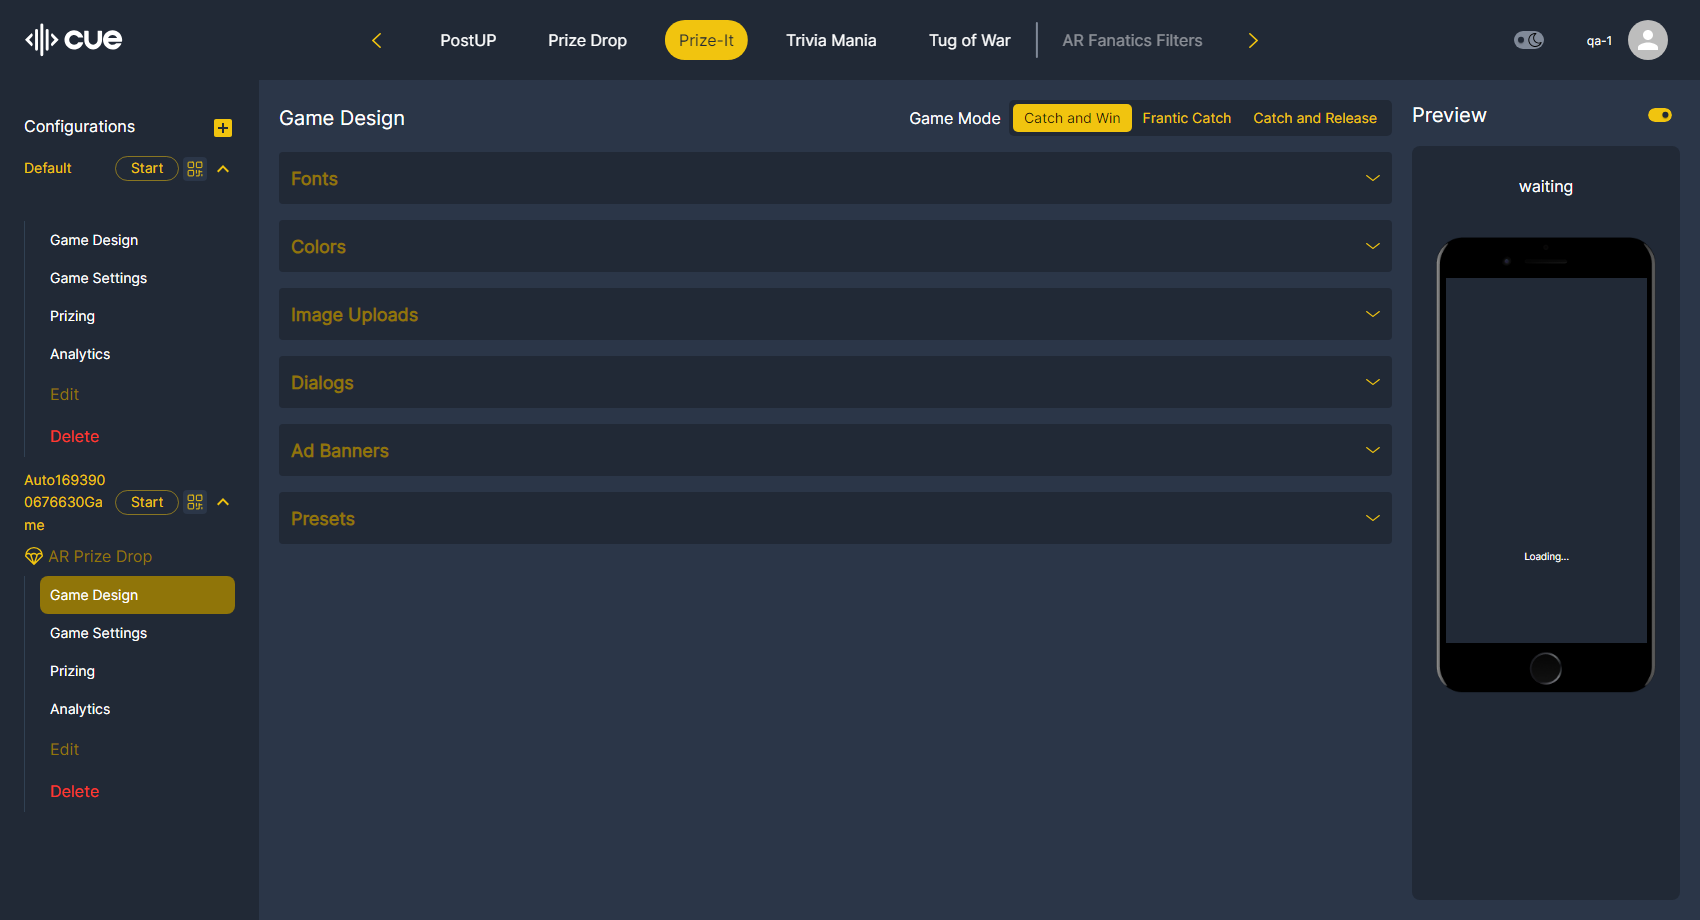 cue
PostUP
Prize Drop
Prize-It
Trivia Mania
Tug of War
AR Fanatics Filters
qa-1
Configurations
Default
Start
Game Design
Game Settings
Prizing
Analytics
Edit
Delete
Auto169390
0676630Ga
me
Start
AR Prize Drop
Game Design
Game Settings
Prizing
Analytics
Edit
Delete
Game Design
Game Mode
Catch and Win
Frantic Catch
Catch and Release
Fonts
Colors
Image Uploads
Dialogs
Ad Banners
Presets
Preview
waiting
Loading...